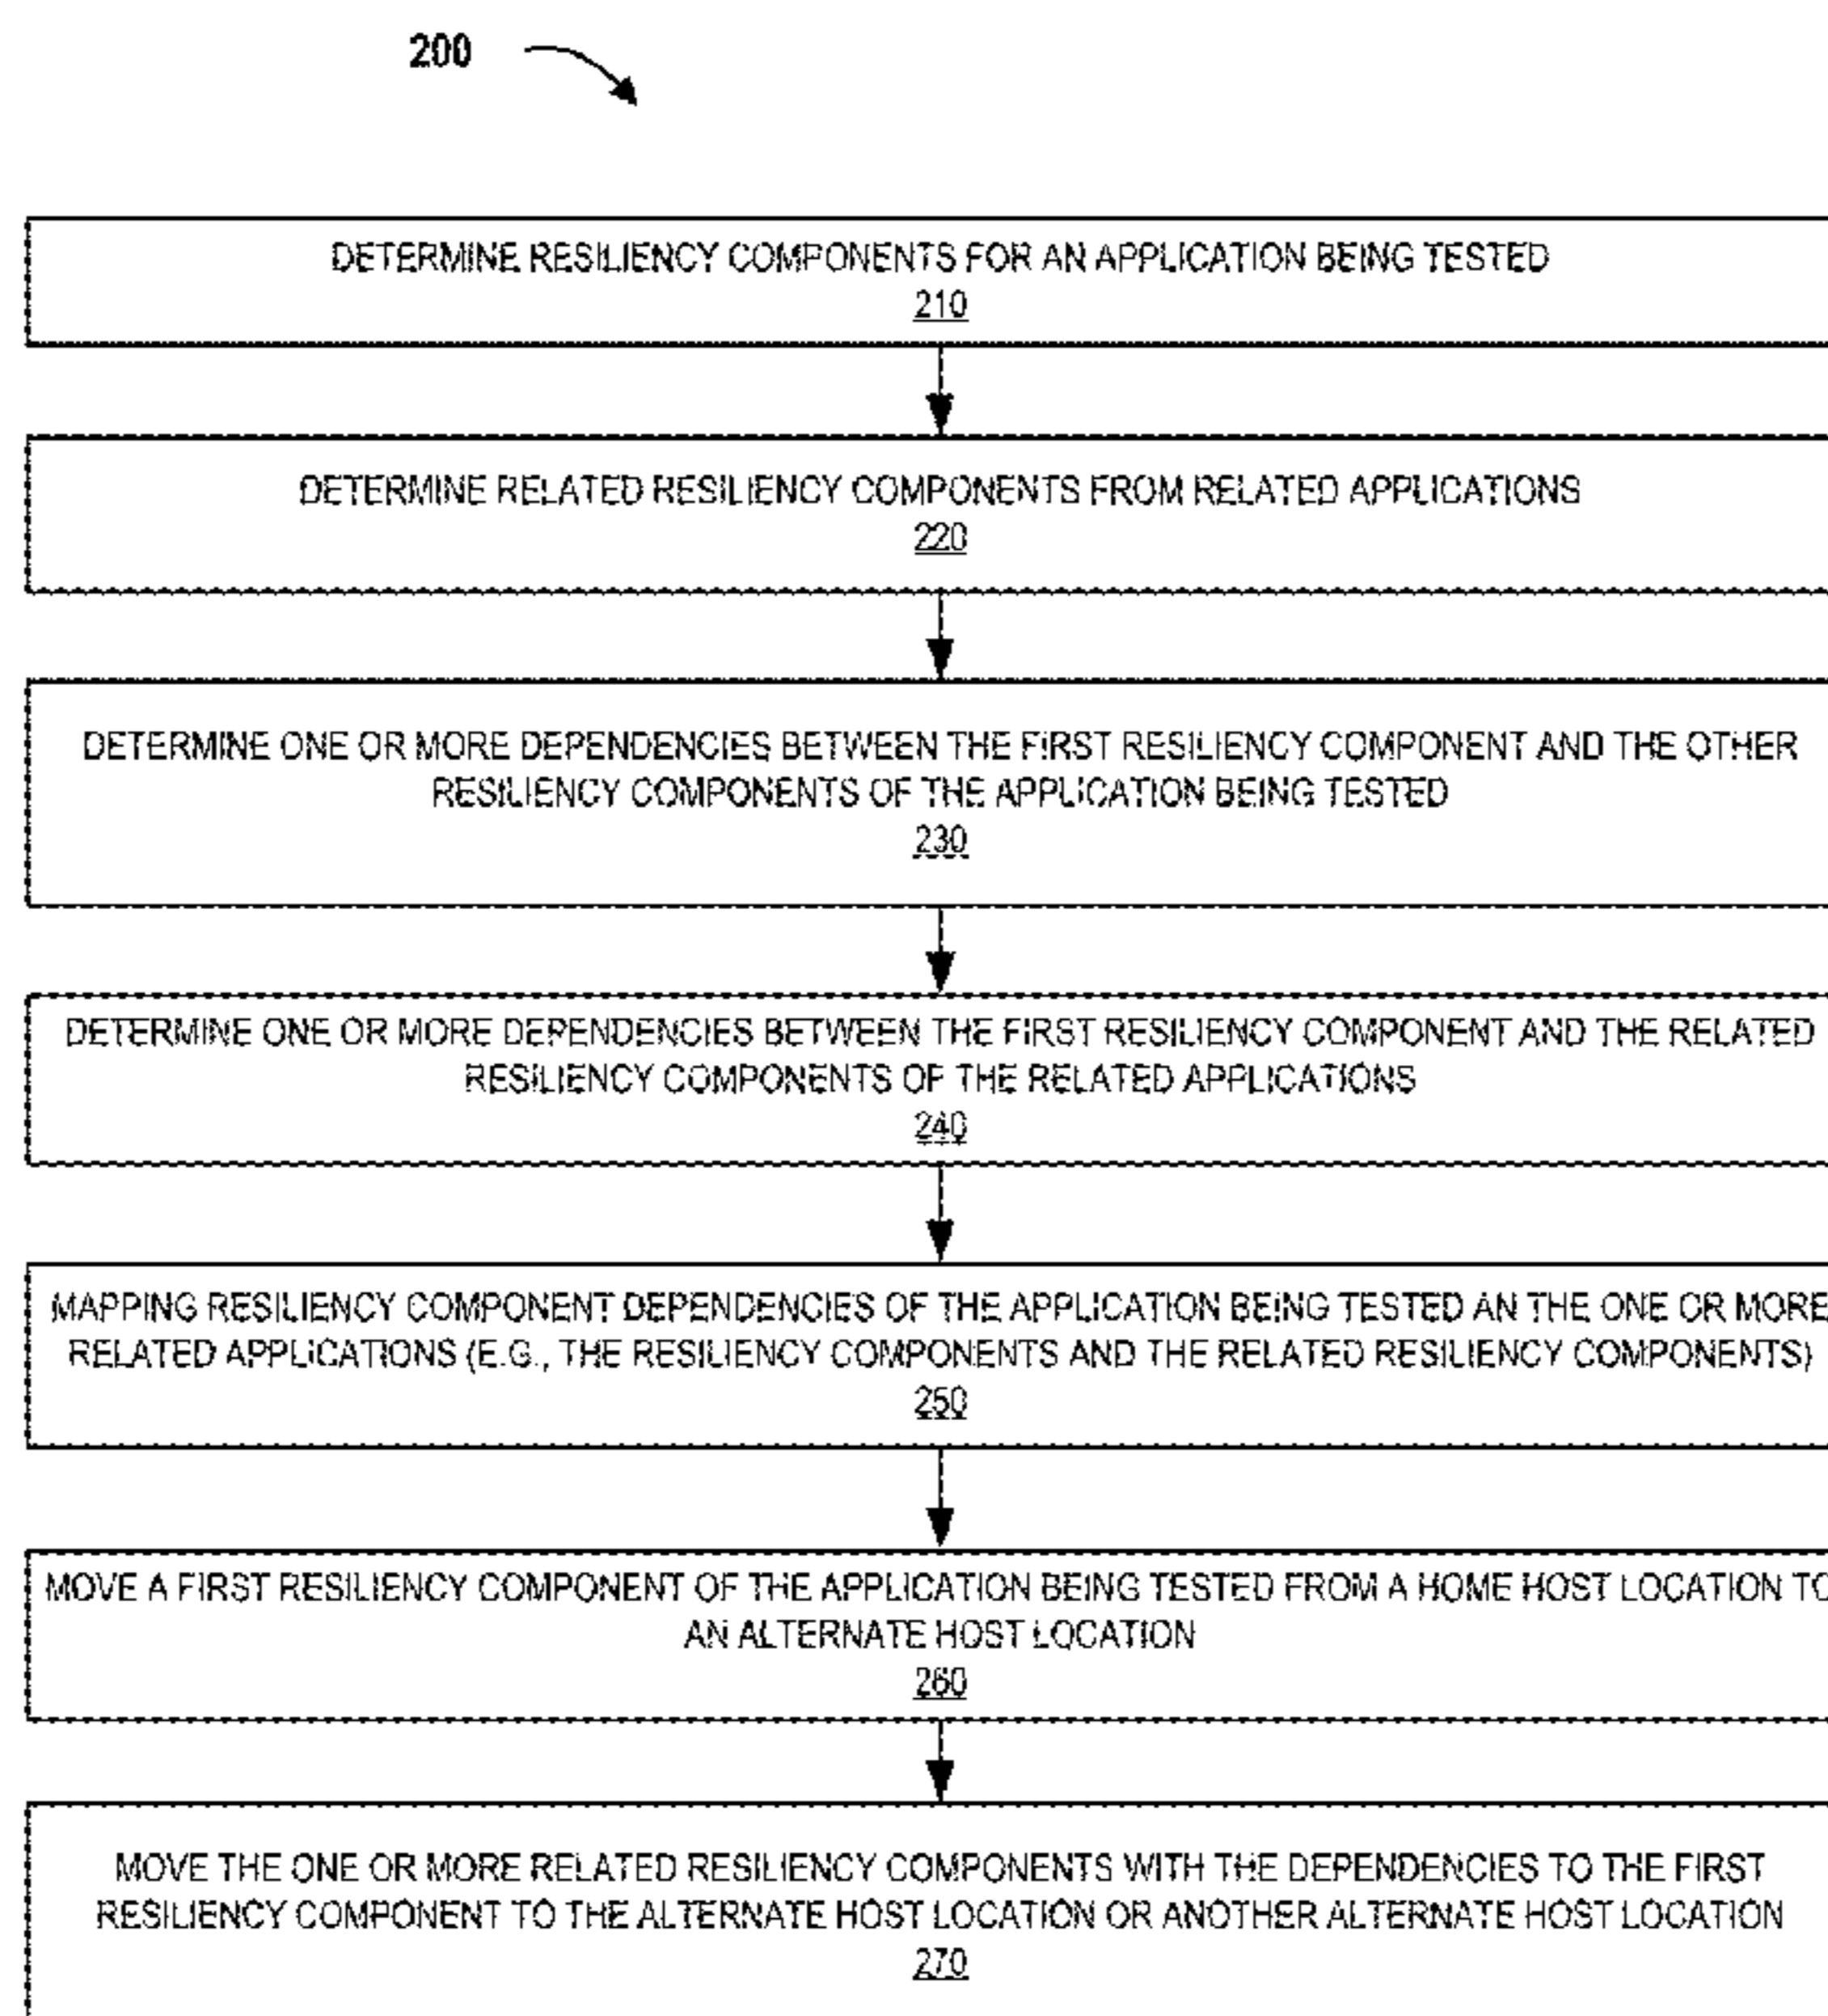 200
DETERMINE RESILIENCY COMPONENTS FOR AN APPLICATION BEING TESTED
210
DETERMINE RELATED RESILIENCY COMPONENTS FROM RELATED APPLICATIONS
220
DETERMINE ONE OR MORE DEPENDENCIES BETWEEN THE FIRST RESILIENCY COMPONENT AND THE OTHER
RESILIENCY COMPONENTS OF THE APPLICATION BEING TESTED
230
DETERMINE ONE OR MORE DEPENDENCIES BETWEEN THE FIRST RESILIENCY COMPONENT AND THE RELATED
RESILIENCY COMPONENTS OF THE RELATED APPLICATIONS
240
MAPPING RESILIENCY COMPONENT DEPENDENCIES OF THE APPLICATION BEING TESTED AN THE ONE OR MORE
RELATED APPLICATIONS (E.G., THE RESILIENCY COMPONENTS AND THE RELATED RESILIENCY COMPONENTS)
250
MOVE A FIRST RESILIENCY COMPONENT OF THE APPLICATION BEING TESTED FROM A HOME HOST LOCATION TO
AN ALTERNATE HOST LOCATION
260
MOVE THE ONE OR MORE RELATED RESILIENCY COMPONENTS WITH THE DEPENDENCIES TO THE FIRST
RESILIENCY COMPONENT TO THE ALTERNATE HOST LOCATION OR ANOTHER ALTERNATE HOST LOCATION
270